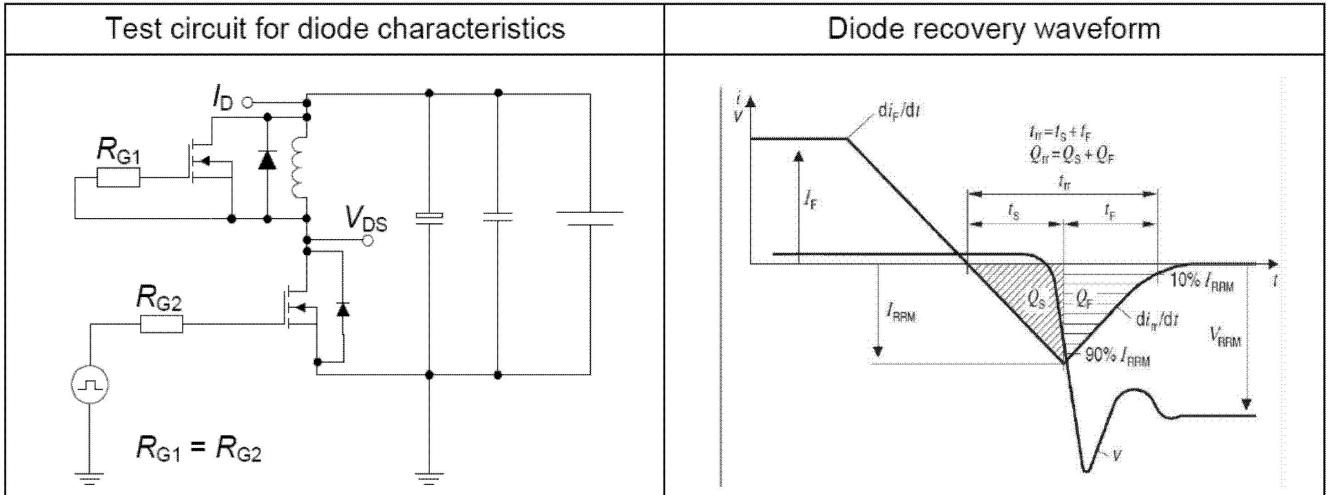 Test circuit for diode characteristics
Diode recovery waveform
I_D
R_G1
V_DS
R_G2
R_G1 = R_G2
i
v
di_F/dt
t_rr=t_S+t_F
Q_rr=Q_S+Q_F
t_rr
t_S
t_F
I_F
t
Q_S
Q_F
10% I_RRM
I_RRM
di_rr/dt
V_RRM
90% I_RRM
v